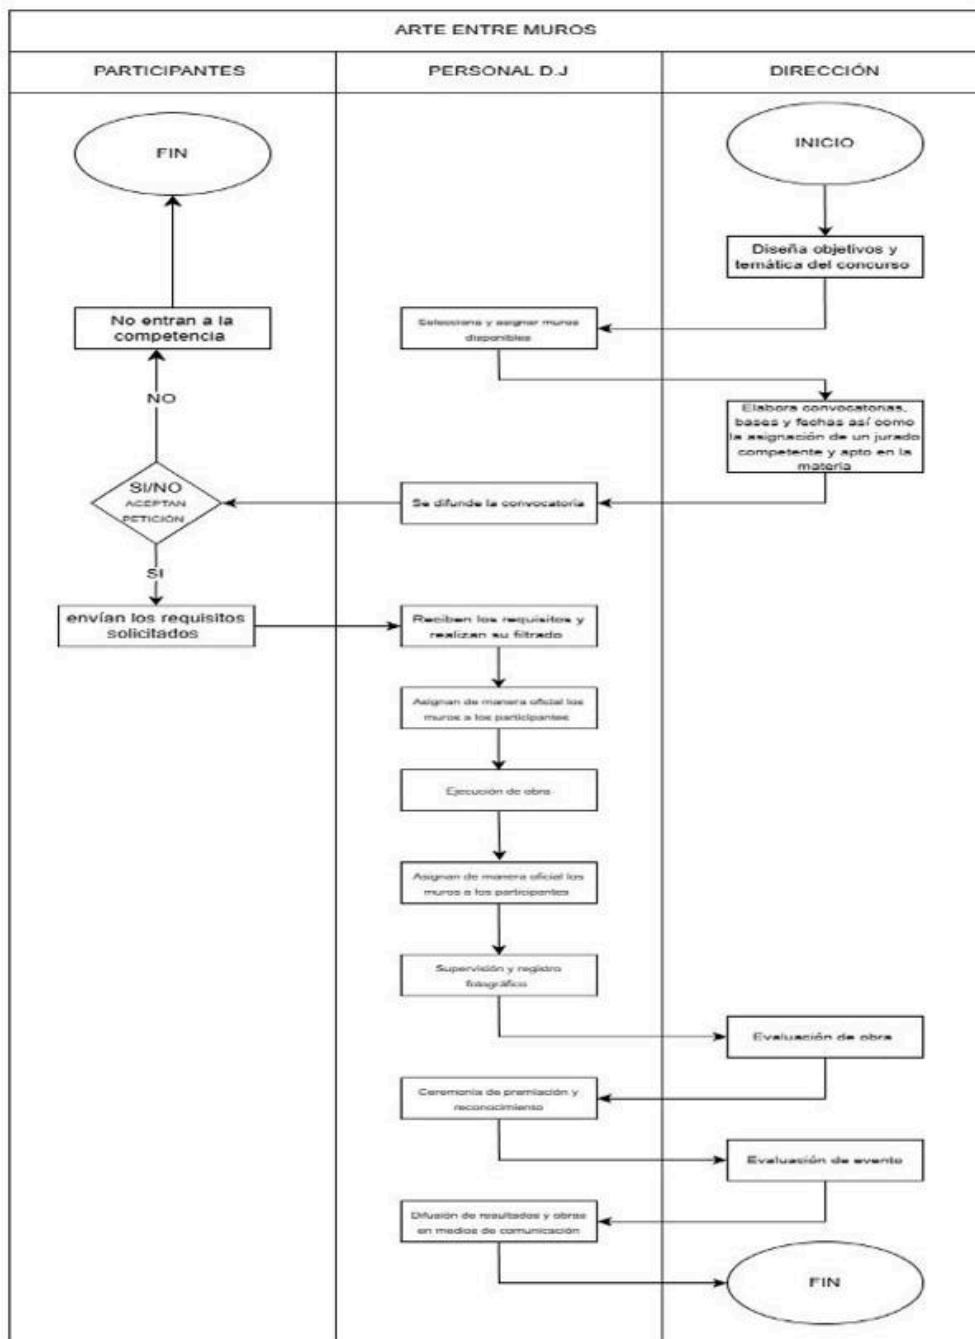 ARTE ENTRE MUROS
PARTICIPANTES
PERSONAL D.J
DIRECCIÓN
FIN
INICIO
Diseña objetivos y
temática del concurso
No entran a la
competencia
Selecciona y asignar muros
disponibles
NO
Elabora convocatorias,
bases y fechas así como
la asignación de un jurado
competente y apto en la
materia
SI/NO
ACEPTAN
PETICIÓN
Se difunde la convocatoria
SI
envían los requisitos
solicitados
Reciben los requisitos y
realizan su filtrado
Asignan de manera oficial los
muros a los participantes
Ejecución de obra
Asignan de manera oficial los
muros a los participantes
Supervisión y registro
fotográfico
Evaluación de obra
Ceremonia de premiación y
reconocimiento
Evaluación de evento
Difusión de resultados y obras
en medios de comunicación
FIN